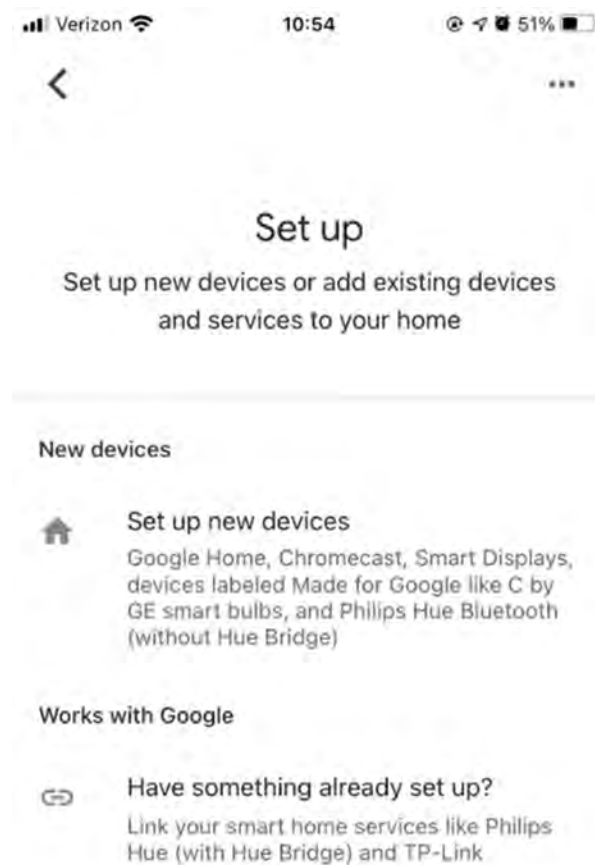 Verizon 10:54 51%
Set up
Set up new devices or add existing devices
and services to your home
New devices
Set up new devices
Google Home, Chromecast, Smart Displays,
devices labeled Made for Google like C by
GE smart bulbs, and Philips Hue Bluetooth
(without Hue Bridge)
Works with Google
Have something already set up?
Link your smart home services like Philips
Hue (with Hue Bridge) and TP-Link